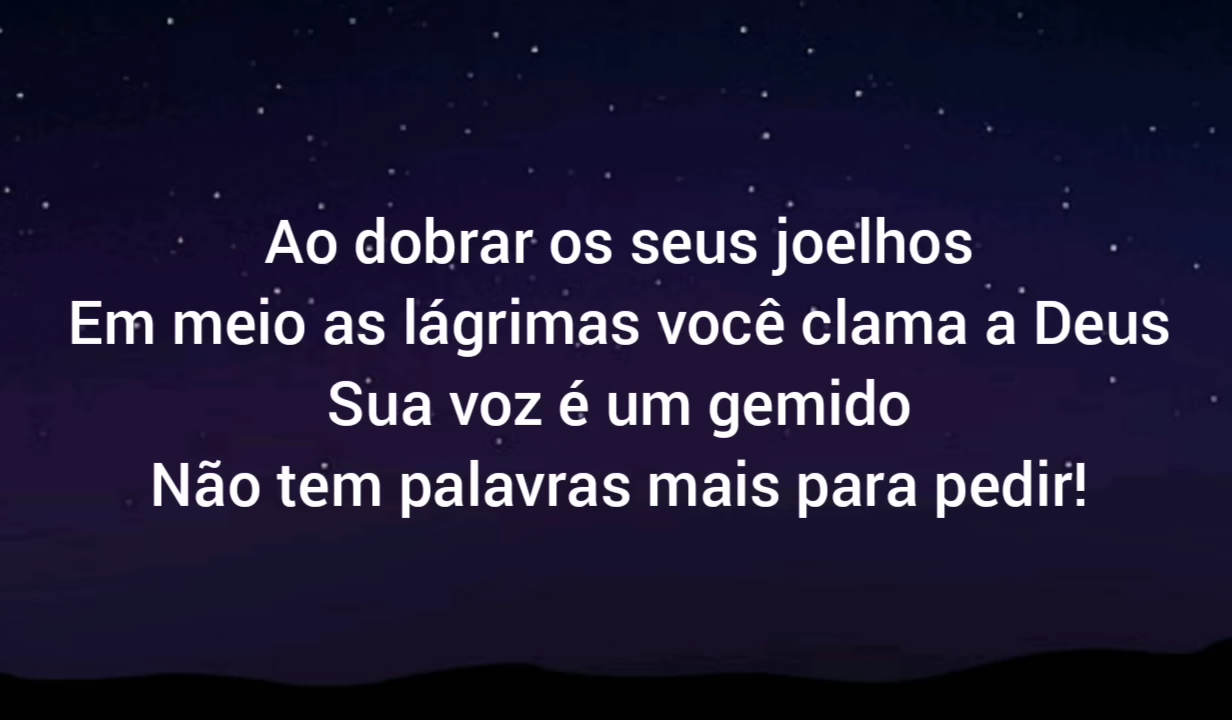 Ao dobrar os seus joelhos
Em meio as lágrimas você clama a Deus
Sua voz é um gemido
Não tem palavras mais para pedir!